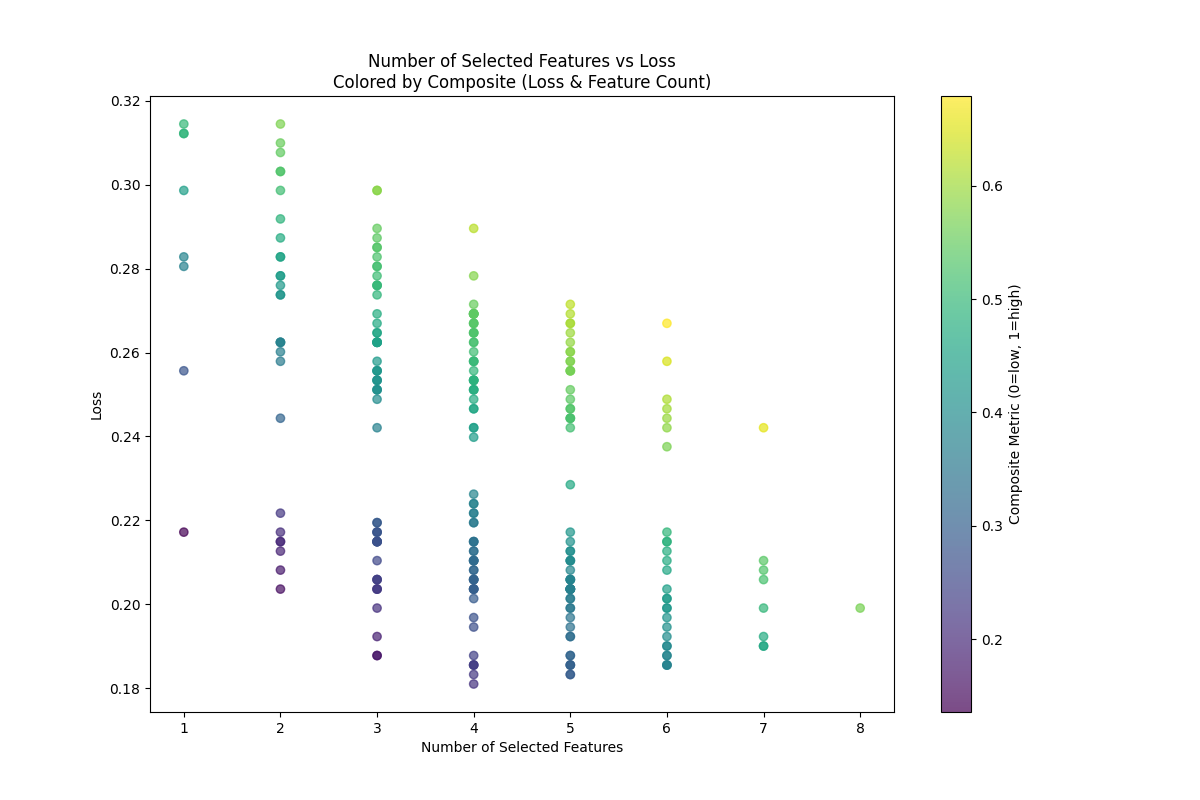 Number of Selected Features vs Loss
Colored by Composite (Loss & Feature Count)
Loss
0.32
0.30
0.28
0.26
0.24
0.22
0.20
0.18
1 2 3 4 5 6 7 8
Number of Selected Features
0.6
0.5
0.4
0.3
0.2
Composite Metric (0=low, 1=high)